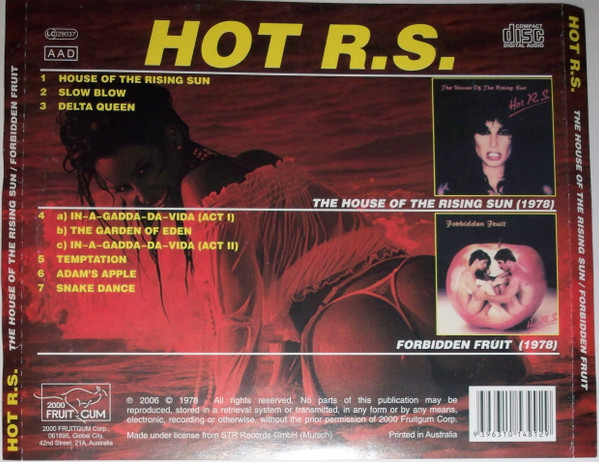 LC 29037
AAD
HOT R.S.
COMPACT
disc
DIGITAL AUDIO
1 HOUSE OF THE RISING SUN
2 SLOW BLOW
3 DELTA QUEEN
The House Of The Rising Sun
Hot R.S.
THE HOUSE OF THE RISING SUN (1978)
4 a) IN-A-GADDA-DA-VIDA (ACT I)
b) THE GARDEN OF EDEN
c) IN-A-GADDA-DA-VIDA (ACT II)
5 TEMPTATION
6 ADAM'S APPLE
7 SNAKE DANCE
Forbidden Fruit
Hot R.S.
FORBIDDEN FRUIT (1978)
2000
FRUITGUM
2000 FRUITGUM Corp.,
061895, Global City,
42nd Street, 21A, Australia
℗ 2006 © 1978 All rights reserved. No parts of this publication may be
reproduced, stored in a retrieval system or transmitted, in any form or by any means,
electronic, recording or otherwise, without the prior permission of 2000 Fruitgum Corp.
Made under license from STR Records GmbH (Munich) Printed in Australia
9 396310 148129
HOT R.S. THE HOUSE OF THE RISING SUN / FORBIDDEN FRUIT
HOT R.S. THE HOUSE OF THE RISING SUN / FORBIDDEN FRUIT